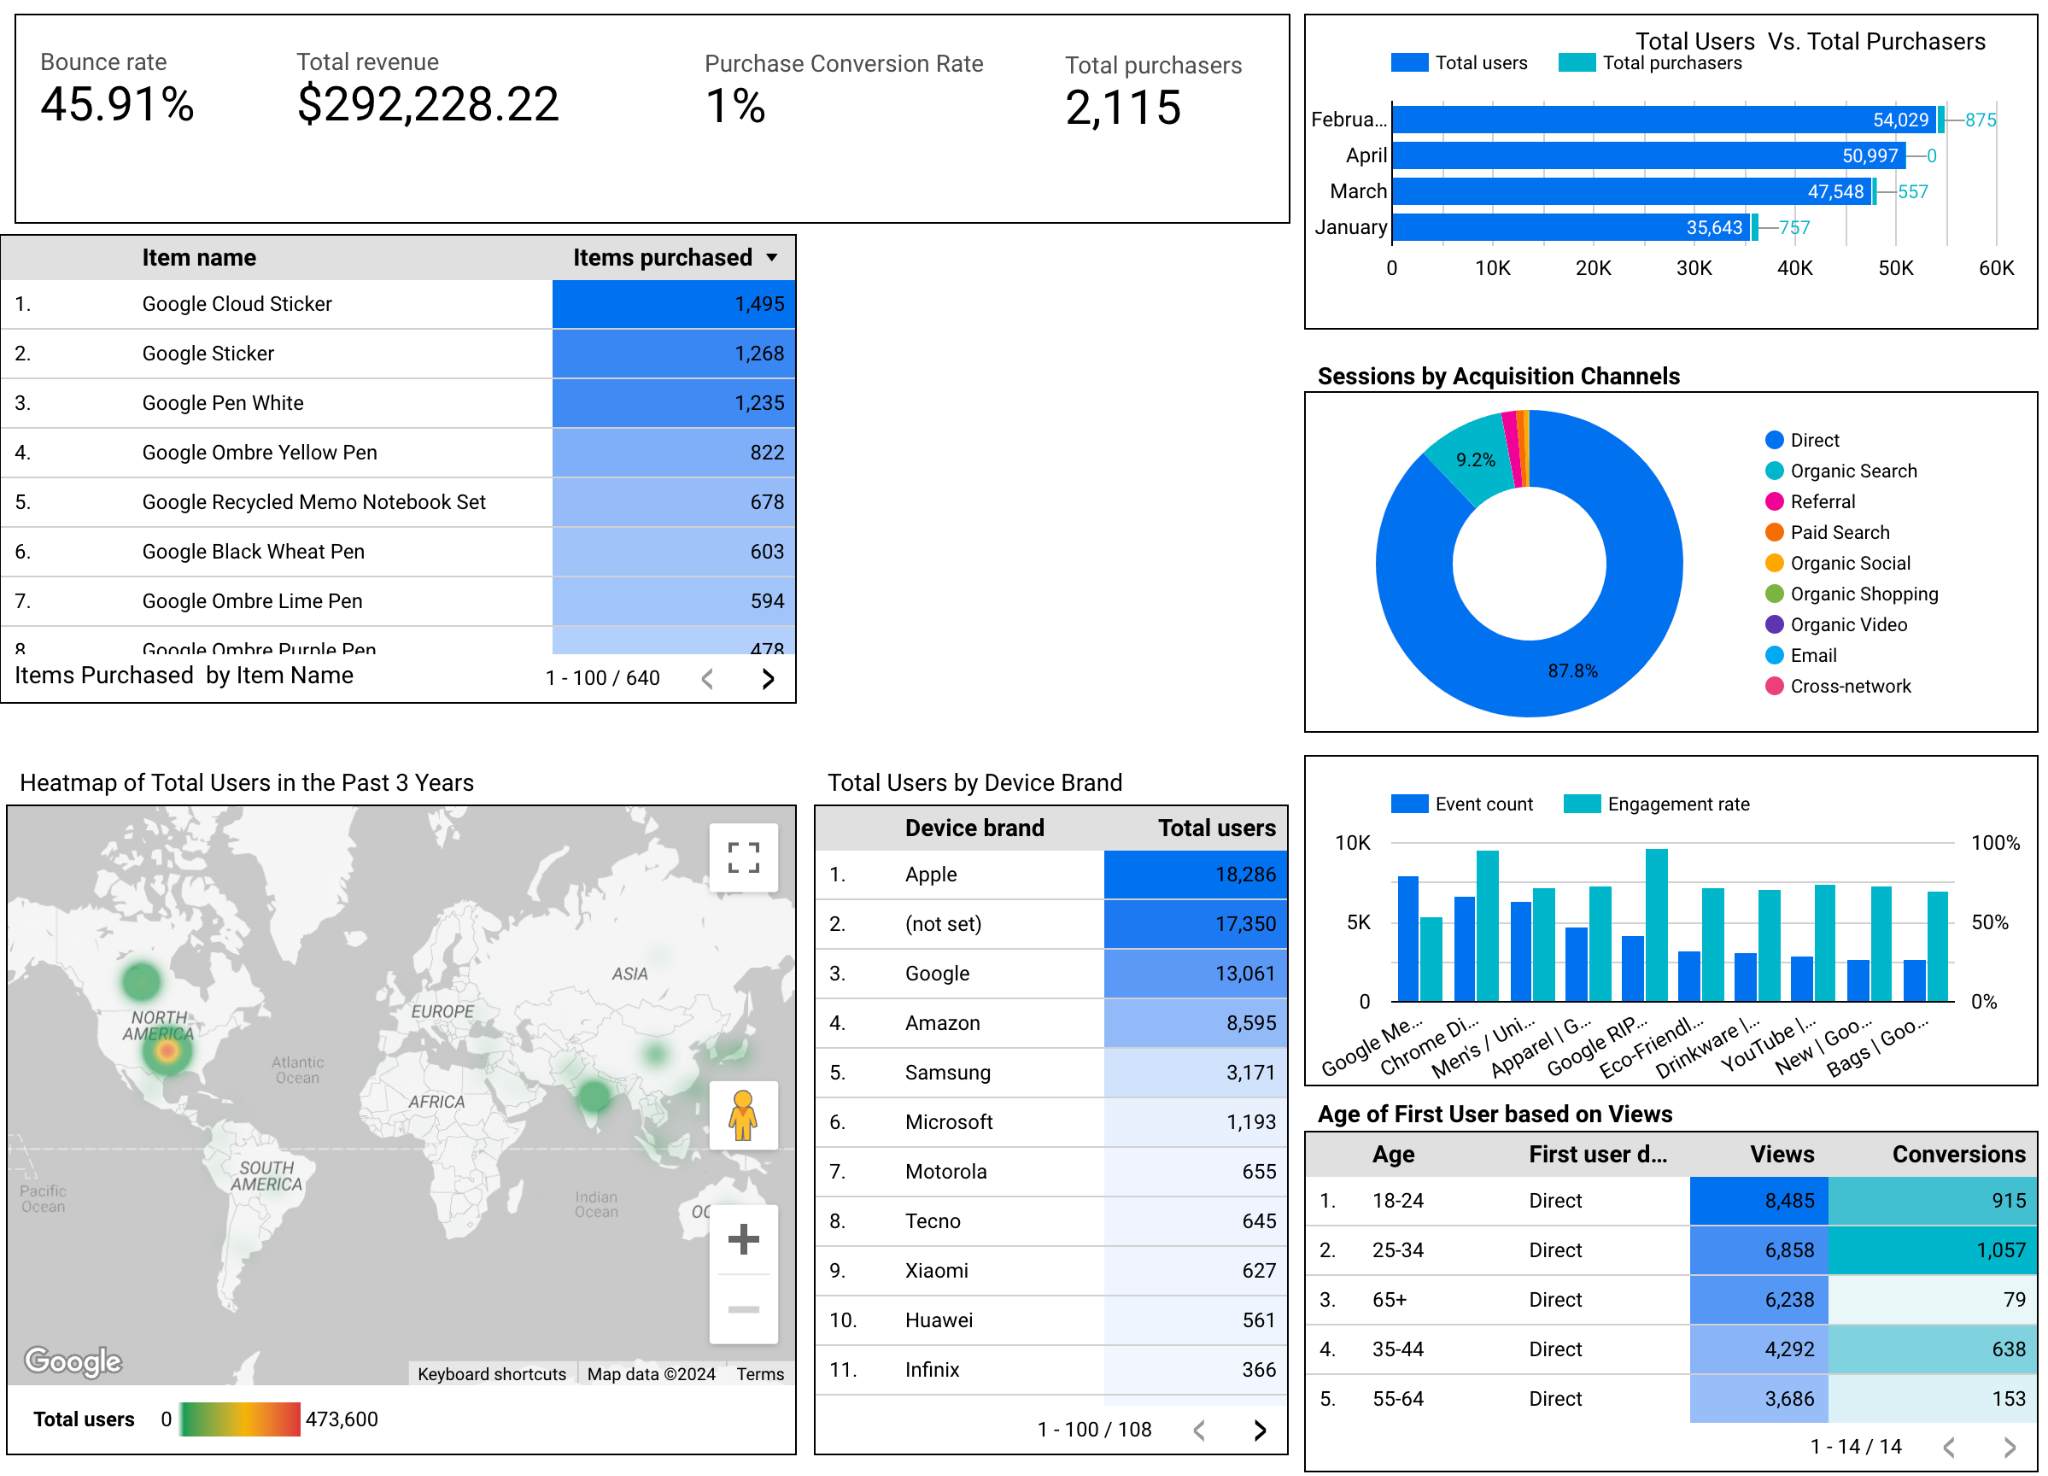 Bounce rate
45.91%
Total revenue
$292,228.22
Purchase Conversion Rate
1%
Total purchasers
2,115
Total Users  Vs. Total Purchasers
Total users
Total purchasers
Februa... 54,029 875
April 50,997 0
March 47,548 557
January 35,643 757
0 10K 20K 30K 40K 50K 60K
Item name Items purchased
1. Google Cloud Sticker 1,495
2. Google Sticker 1,268
3. Google Pen White 1,235
4. Google Ombre Yellow Pen 822
5. Google Recycled Memo Notebook Set 678
6. Google Black Wheat Pen 603
7. Google Ombre Lime Pen 594
8. Google Ombre Purple Pen 478
Items Purchased  by Item Name 1 - 100 / 640
Sessions by Acquisition Channels
9.2%
87.8%
Direct
Organic Search
Referral
Paid Search
Organic Social
Organic Shopping
Organic Video
Email
Cross-network
Heatmap of Total Users in the Past 3 Years
ASIA
EUROPE
NORTH
AMERICA
Atlantic
Ocean
AFRICA
SOUTH
AMERICA
Pacific
Ocean
Indian
Ocean
OC
Google
Keyboard shortcuts Map data ©2024 Terms
Total users 0 473,600
Total Users by Device Brand
Device brand Total users
1. Apple 18,286
2. (not set) 17,350
3. Google 13,061
4. Amazon 8,595
5. Samsung 3,171
6. Microsoft 1,193
7. Motorola 655
8. Tecno 645
9. Xiaomi 627
10. Huawei 561
11. Infinix 366
1 - 100 / 108
Event count
Engagement rate
10K 100%
5K 50%
0 0%
Google Me...
Chrome Di...
Men's / Uni...
Apparel | G...
Google RIP...
Eco-Friendl...
Drinkware |...
YouTube |...
New | Goo...
Bags | Goo...
Age of First User based on Views
Age First user d... Views Conversions
1. 18-24 Direct 8,485 915
2. 25-34 Direct 6,858 1,057
3. 65+ Direct 6,238 79
4. 35-44 Direct 4,292 638
5. 55-64 Direct 3,686 153
1 - 14 / 14